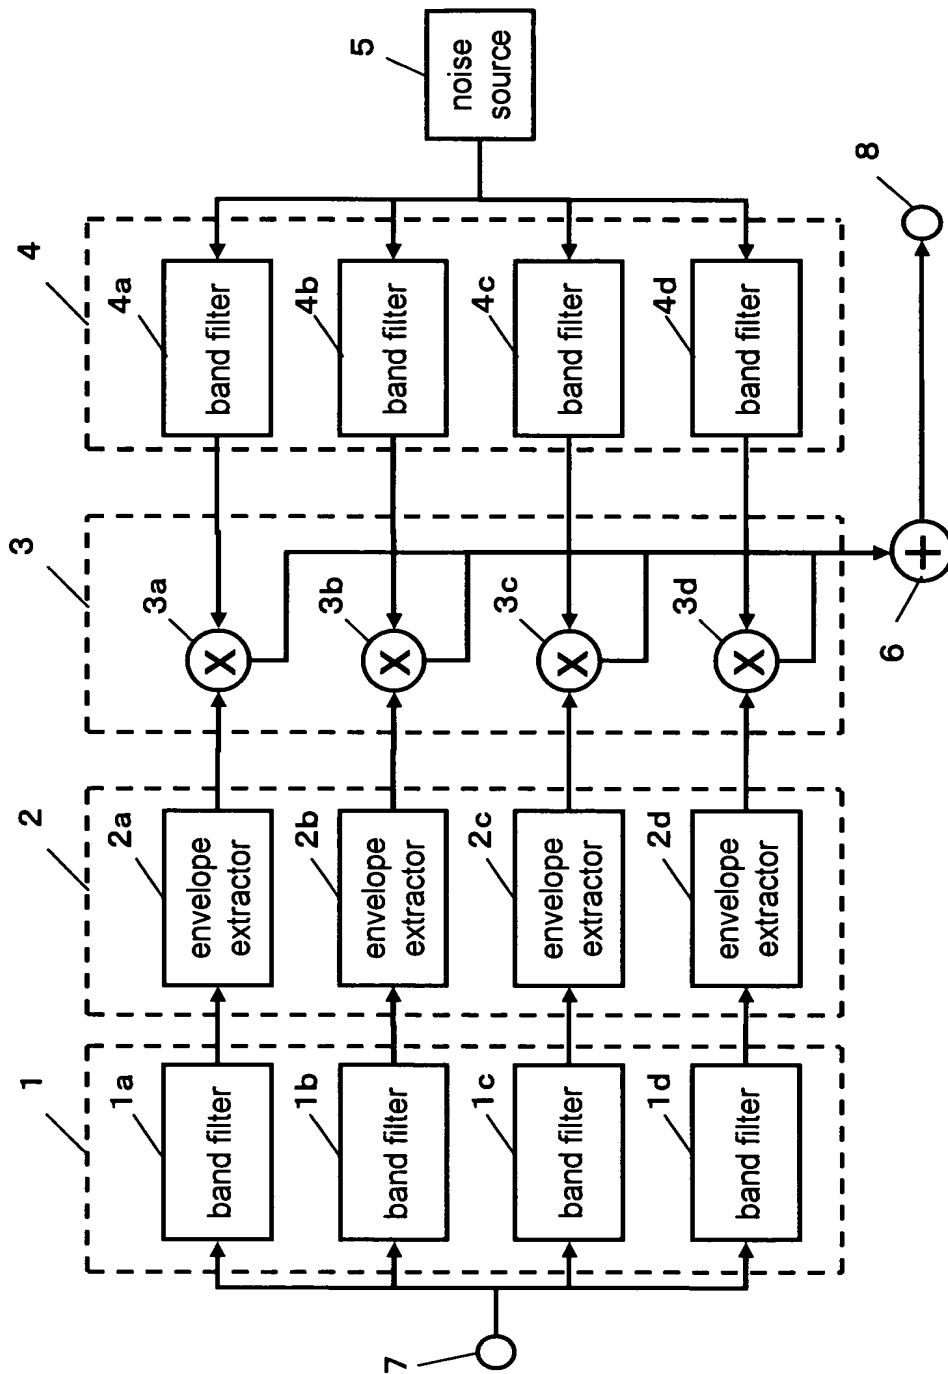 1
2
3
4
5
noise
source
1a
band filter
2a
envelope
extractor
3a
X
4a
band filter
1b
band filter
2b
envelope
extractor
3b
X
4b
band filter
1c
band filter
2c
envelope
extractor
3c
X
4c
band filter
1d
band filter
2d
envelope
extractor
3d
X
4d
band filter
7
6
+
8